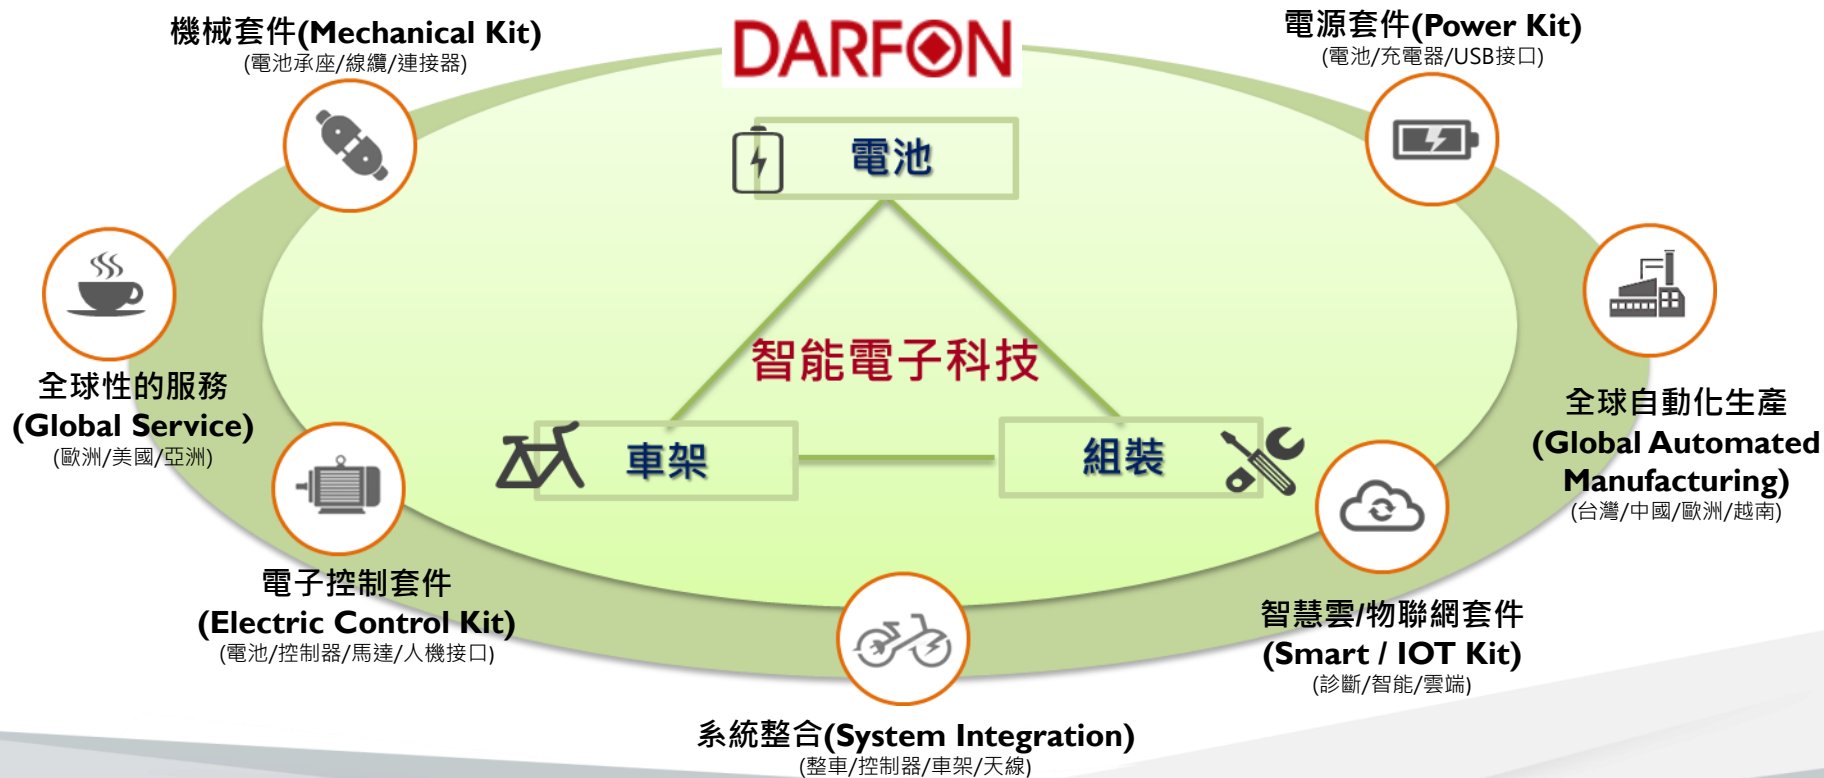 機械套件(Mechanical Kit)
(電池承座/線纜/連接器)
DARFON
電源套件(Power Kit)
(電池/充電器/USB接口)
電池
智能電子科技
車架
組裝
全球性的服務
(Global Service)
(歐洲/美國/亞洲)
全球自動化生產
(Global Automated
Manufacturing)
(台灣/中國/歐洲/越南)
電子控制套件
(Electric Control Kit)
(電池/控制器/馬達/人機接口)
智慧雲/物聯網套件
(Smart / IOT Kit)
(診斷/智能/雲端)
系統整合(System Integration)
(整車/控制器/車架/天線)